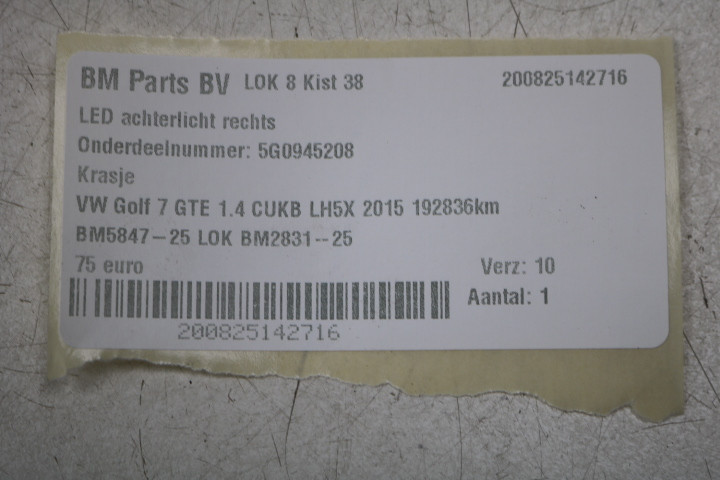 BM Parts BV LOK 8 Kist 38 200825142716
LED achterlicht rechts
Onderdeelnummer: 5G0945208
Krasje
VW Golf 7 GTE 1.4 CUKB LH5X 2015 192836km
BM5847-25 LOK BM2831--25
75 euro Verz: 10
Aantal: 1
200825142716